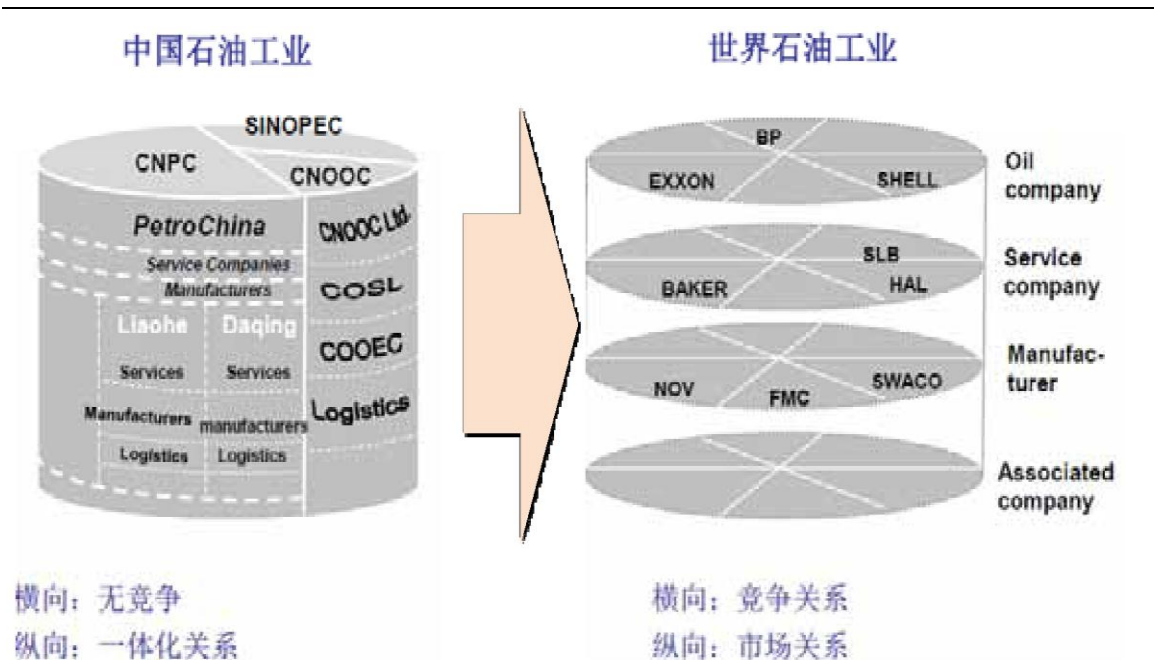 中国石油工业
SINOPEC
CNPC
CNOOC
PetroChina
Service Companies
Manufacturers
Liaohe
Daqing
Services
Services
Manufacturers
manufacturers
Logistics
Logistics
CNOOC Ltd.
COSL
COOEC
Logistics
横向：无竞争
纵向：一体化关系
世界石油工业
BP
EXXON
SHELL
Oil
company
SLB
BAKER
HAL
Service
company
NOV
FMC
SWACO
Manufac-
turer
Associated
company
横向：竞争关系
纵向：市场关系